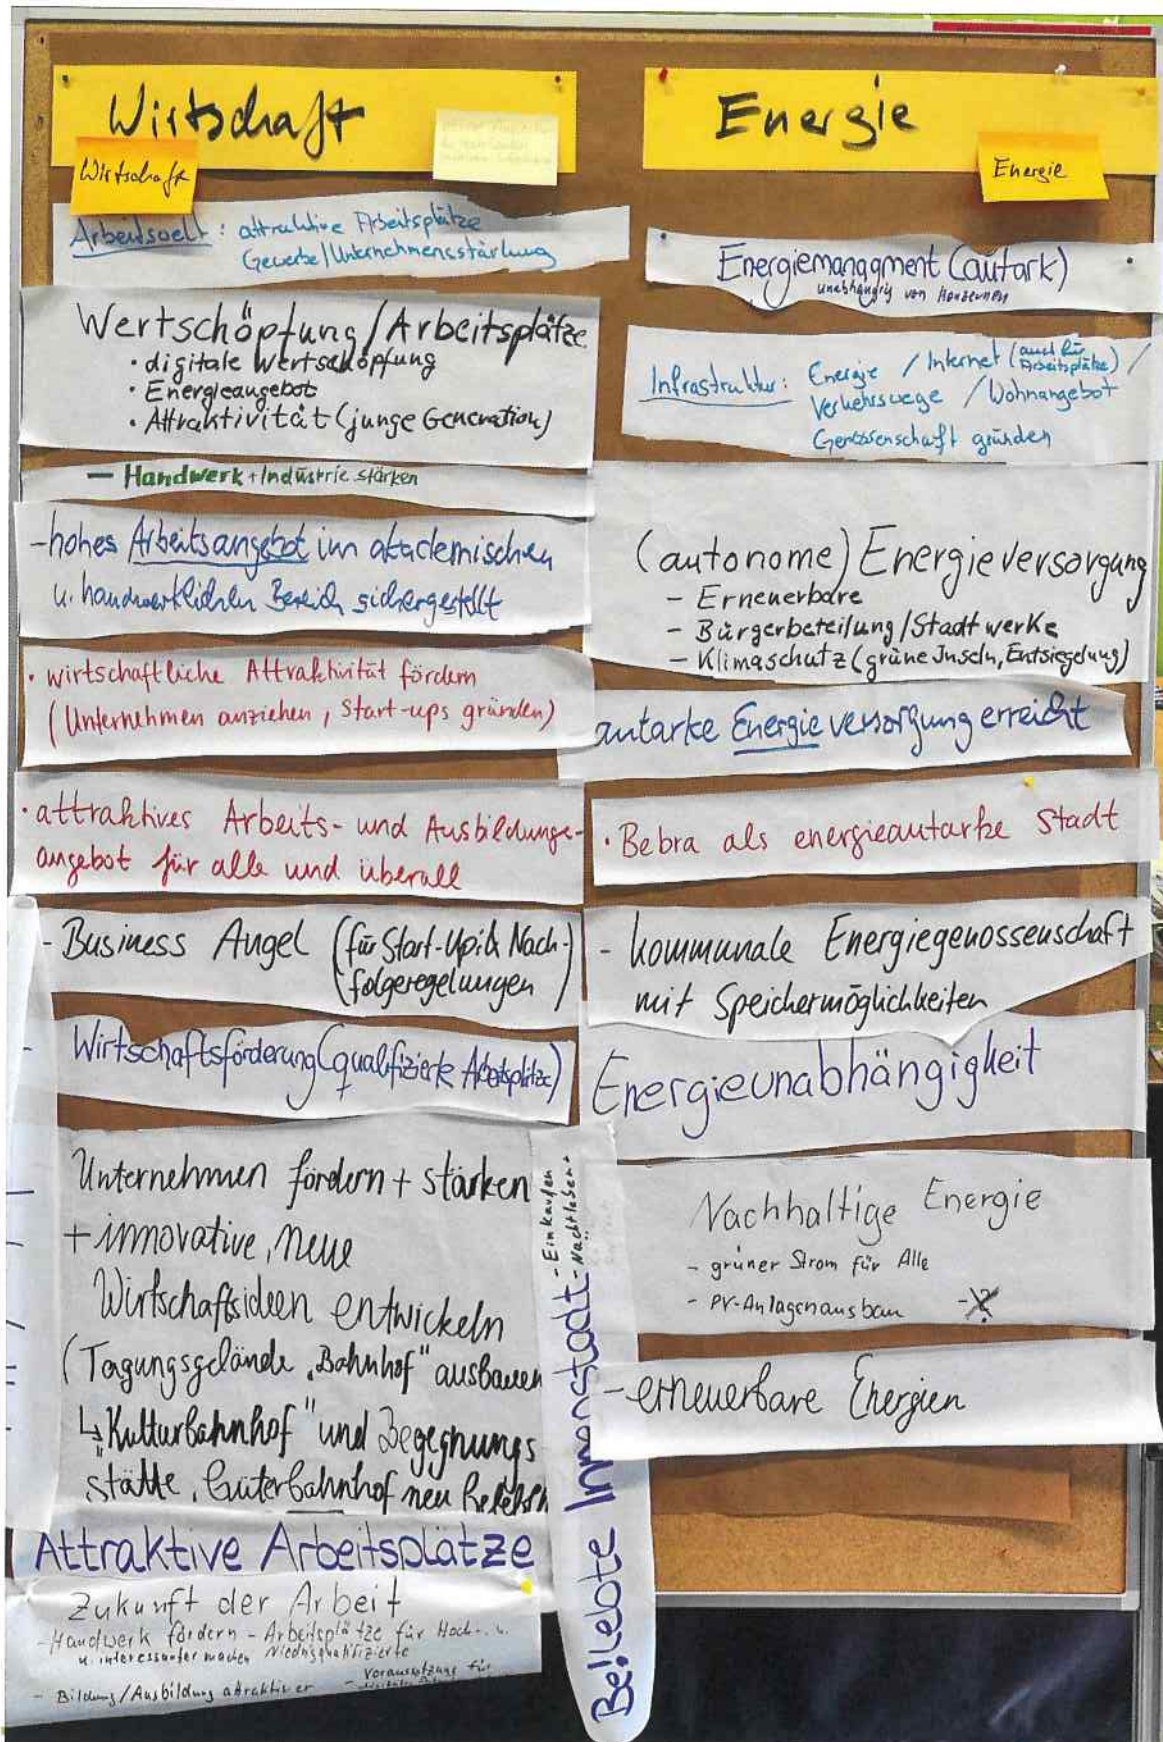 Wirtschaft
Wirtschaft
Arbeitswelt: attraktive Arbeitsplätze
Gewerbe/Unternehmensstärkung
Wertschöpfung/Arbeitsplätze
· digitale Wertschöpfung
· Energieangebot
· Attraktivität (junge Generation)
— Handwerk + Industrie stärken
- hohes Arbeitsangebot im akademischen
u. handwerklichen Bereich sichergestellt
· wirtschaftliche Attraktivität fördern
(Unternehmen anziehen, Start-ups gründen)
· attraktives Arbeits- und Ausbildungs-
angebot für alle und überall
- Business Angel (für Start-Up & Nach-
folgeregelungen)
Wirtschaftsförderung (qualifizierte Arbeitsplätze)
Unternehmen fördern + stärken
+ innovative, neue
Wirtschaftsideen entwickeln
(Tagungsgelände „Bahnhof" ausbauen
↳ „Kulturbahnhof" und Begegnungs
stätte, Güterbahnhof neu
Attraktive Arbeitsplätze
Zukunft der Arbeit
- Handwerk fördern - Arbeitsplätze für Hoch- u.
u. interessanter machen Niedrigqualifizierte
- Bildung/Ausbildung attraktiver - Voraussetzung für
Belebte Innenstadt
- Einkaufen
- Nachtleben
Energie
Energie
Energiemanagment (autark)
unabhängig von Konzernen
Infrastruktur: Energie / Internet (auch für Arbeitsplätze) /
Verkehrswege / Wohnangebot
Genossenschaft gründen
(autonome) Energieversorgung
- Erneuerbare
- Bürgerbeteilung/Stadtwerke
- Klimaschutz (grüne Inseln, Entsiegelung)
autarke Energieversorgung erreicht
· Bebra als energieautarke Stadt
- kommunale Energiegenossenschaft
mit Speichermöglichkeiten
Energieunabhängigkeit
Nachhaltige Energie
- grüner Strom für Alle
- PV-Anlagenausbau
- erneuerbare Energien